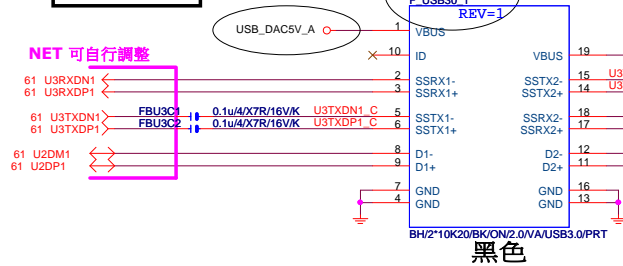 F_USB30_1
REV=1
USB_DAC5V_A
1
VBUS
NET 可自行調整
10
ID
VBUS
19
61 U3RXDN1
2
SSRX1-
SSTX2-
15
61 U3RXDP1
3
SSRX1+
SSTX2+
14
61 U3TXDN1
FBU3C1
0.1u/4/X7R/16V/K
U3TXDN1_C
5
SSTX1-
SSRX2-
18
61 U3TXDP1
FBU3C2
0.1u/4/X7R/16V/K
U3TXDP1_C
6
SSTX1+
SSRX2+
17
61 U2DM1
8
D1-
D2-
12
61 U2DP1
9
D1+
D2+
11
7
GND
GND
16
4
GND
GND
13
BH/2*10K20/BK/ON/2.0/VA/USB3.0/PRT
黑色